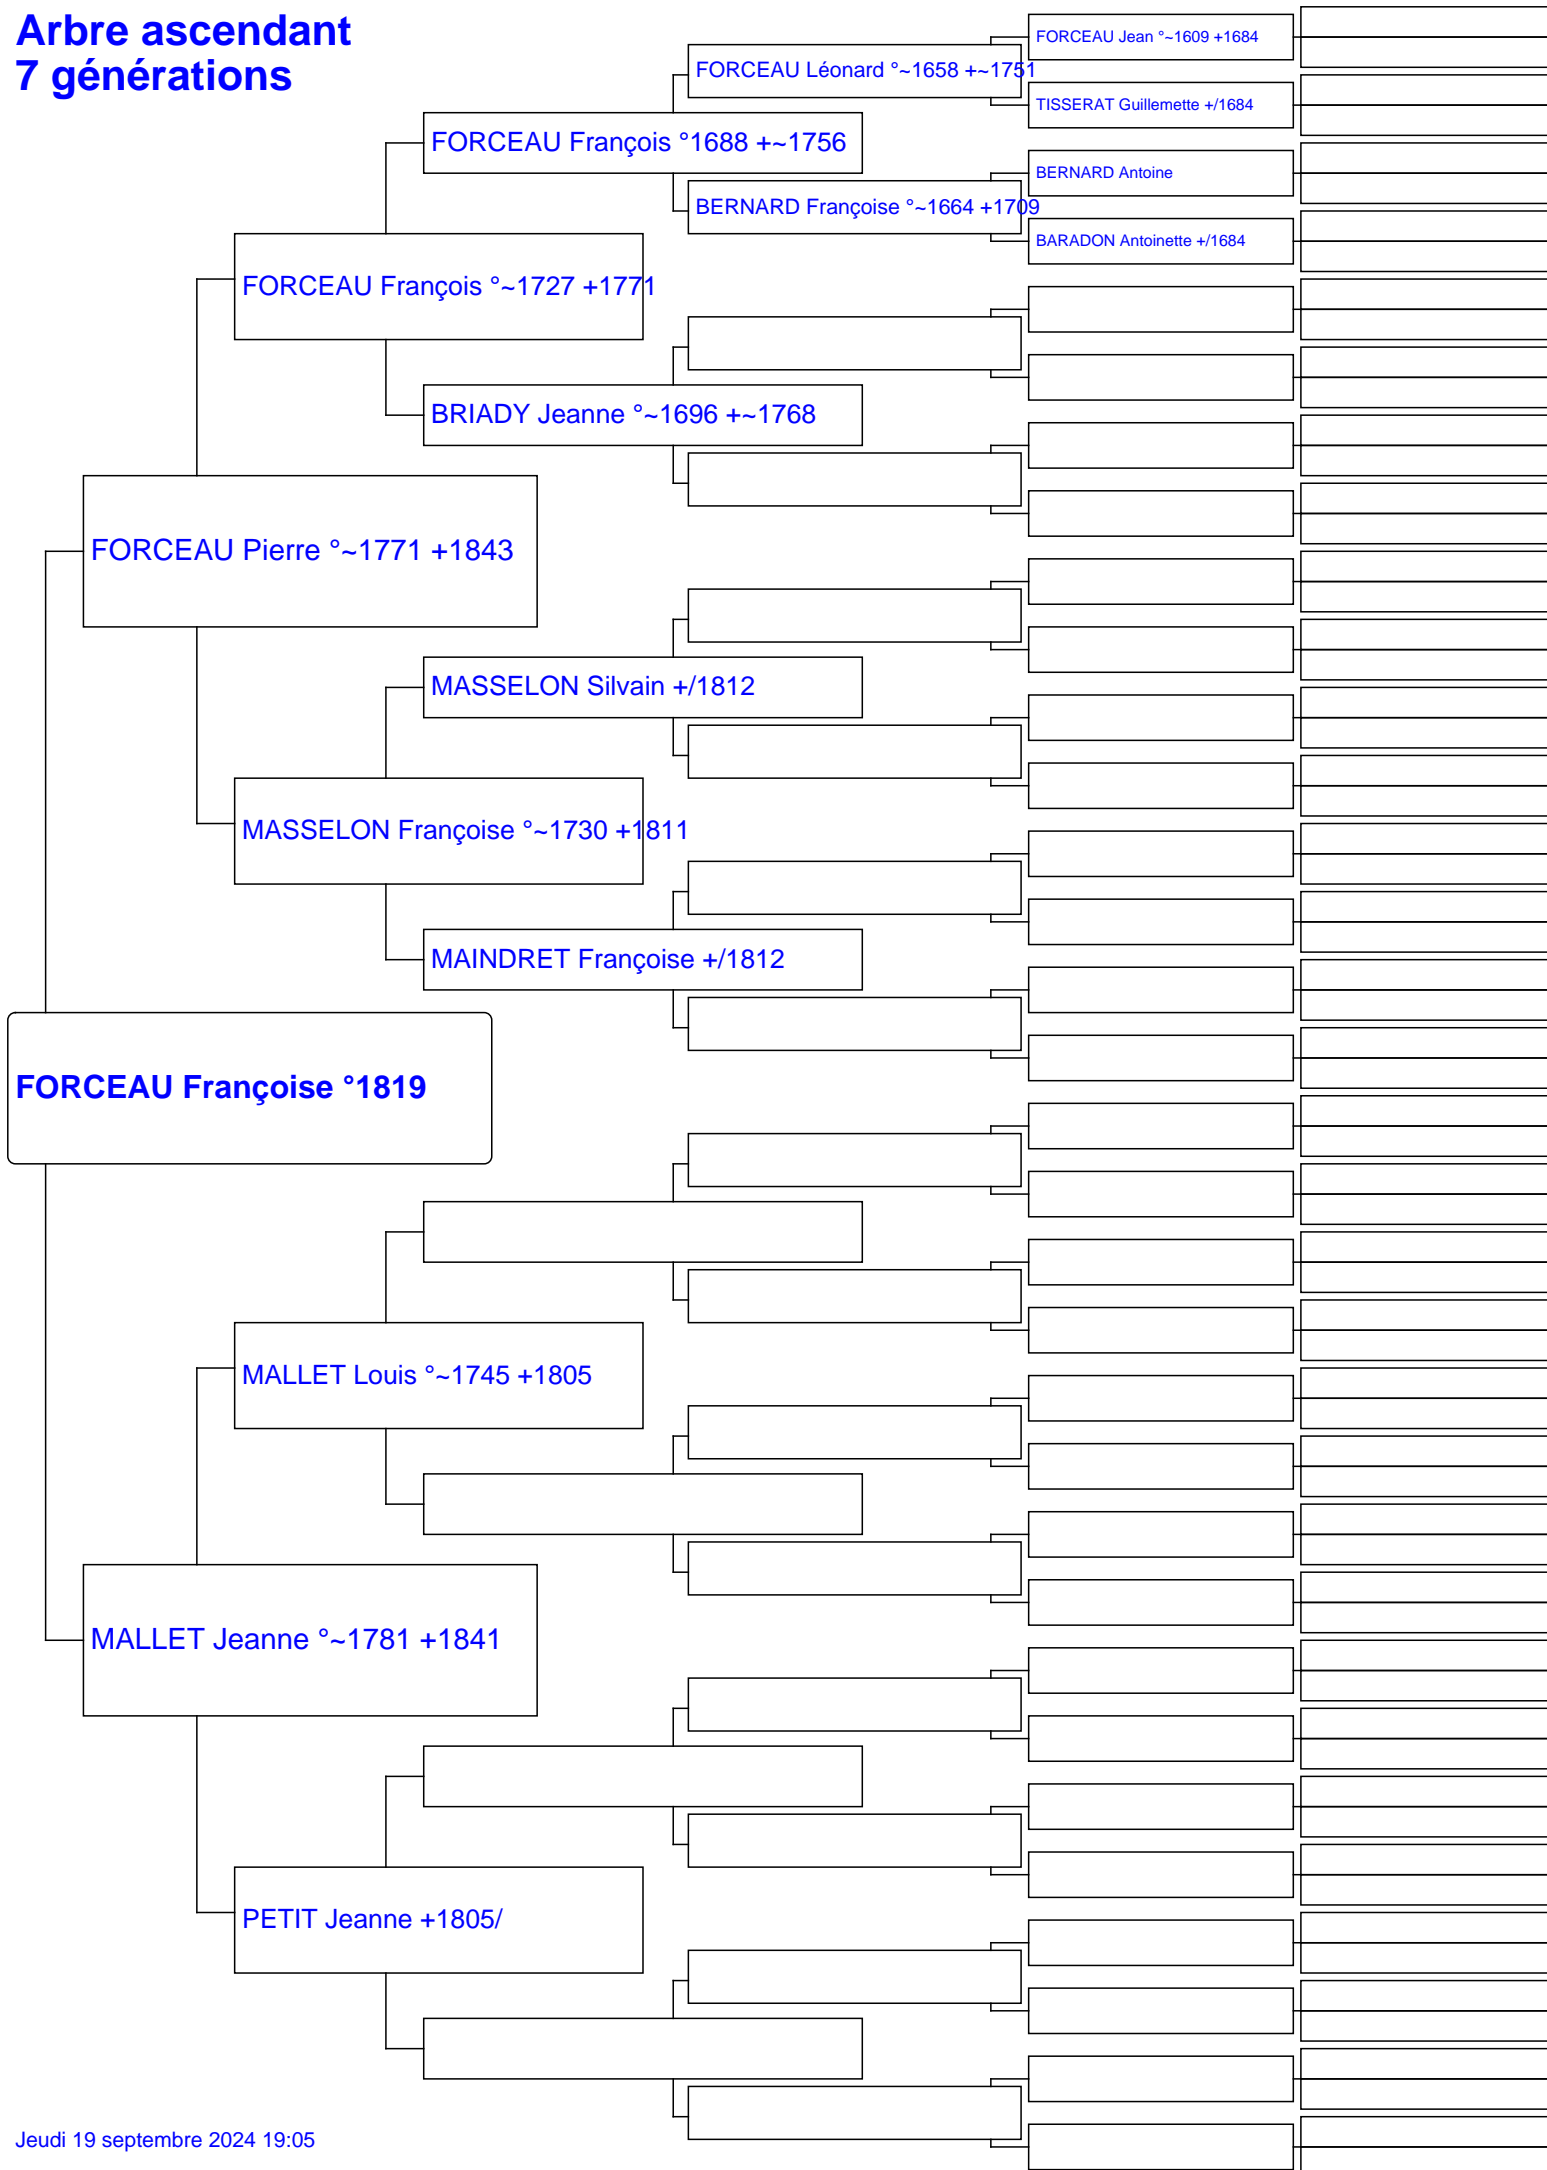 Arbre ascendant
7 générations
FORCEAU Jean °~1609 +1684
FORCEAU Léonard °~1658 +~1751
TISSERAT Guillemette +/1684
FORCEAU François °1688 +~1756
BERNARD Antoine
BERNARD Françoise °~1664 +1709
BARADON Antoinette +/1684
FORCEAU François °~1727 +1771
BRIADY Jeanne °~1696 +~1768
FORCEAU Pierre °~1771 +1843
MASSELON Silvain +/1812
MASSELON Françoise °~1730 +1811
MAINDRET Françoise +/1812
FORCEAU Françoise °1819
MALLET Louis °~1745 +1805
MALLET Jeanne °~1781 +1841
PETIT Jeanne +1805/
Jeudi 19 septembre 2024 19:05